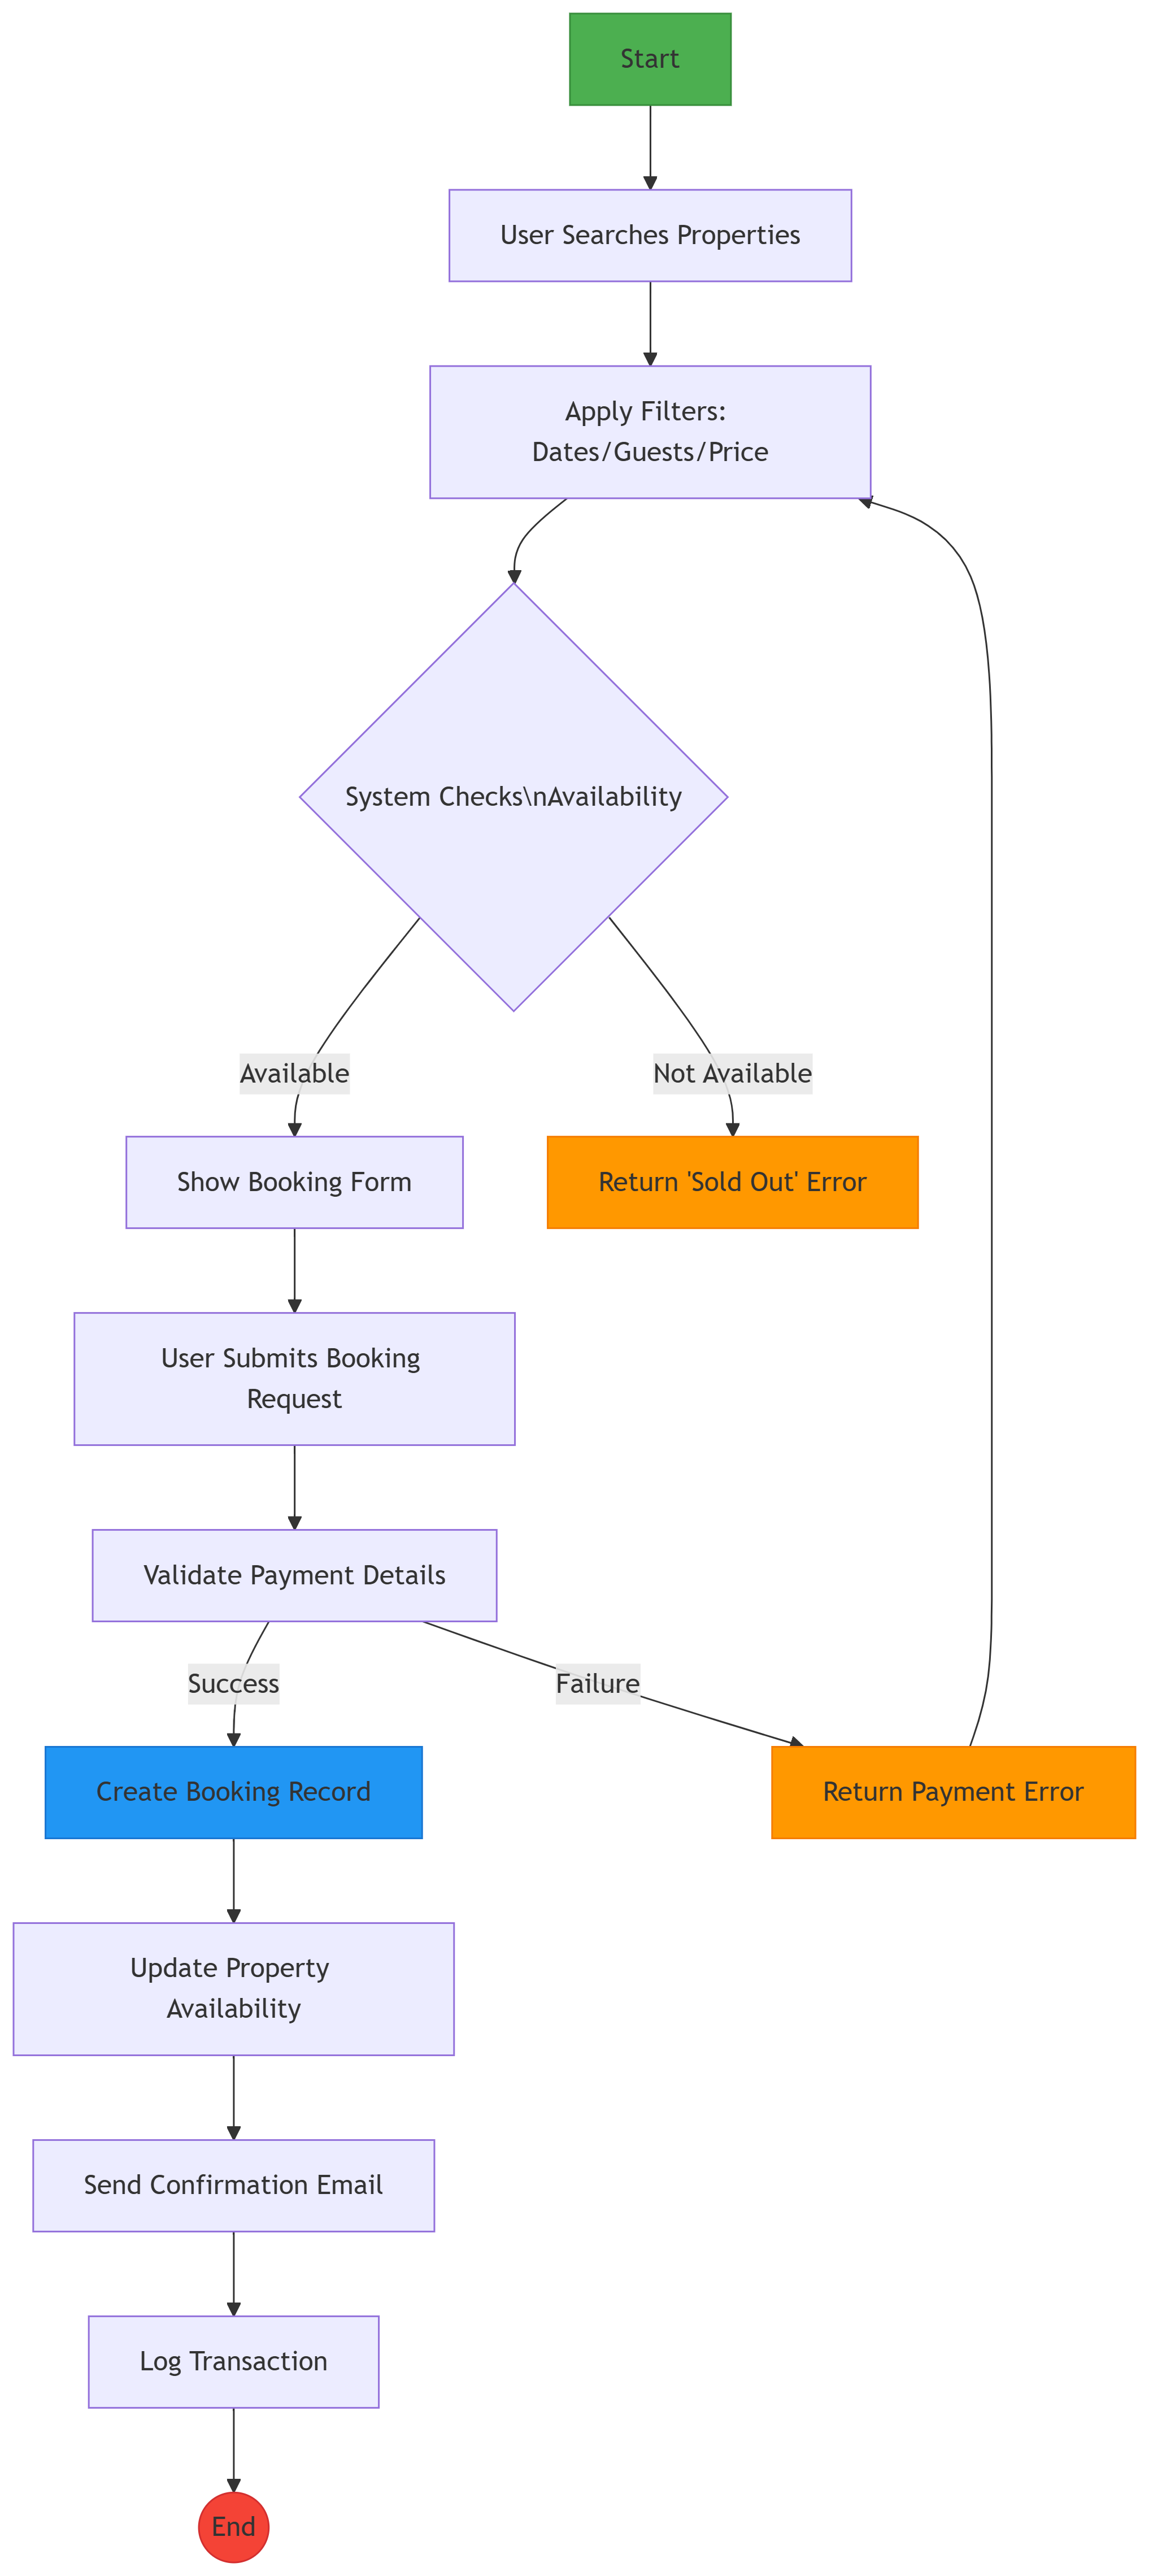 Start
User Searches Properties
Apply Filters:
Dates/Guests/Price
System Checks\nAvailability
Available
Not Available
Show Booking Form
Return 'Sold Out' Error
User Submits Booking
Request
Validate Payment Details
Success
Failure
Create Booking Record
Return Payment Error
Update Property
Availability
Send Confirmation Email
Log Transaction
End